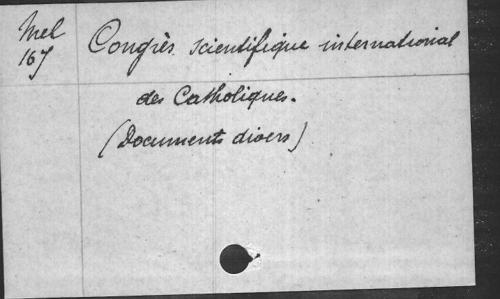 Mel
167
Congrès scientifique international
des Catholiques.
(Documents divers)